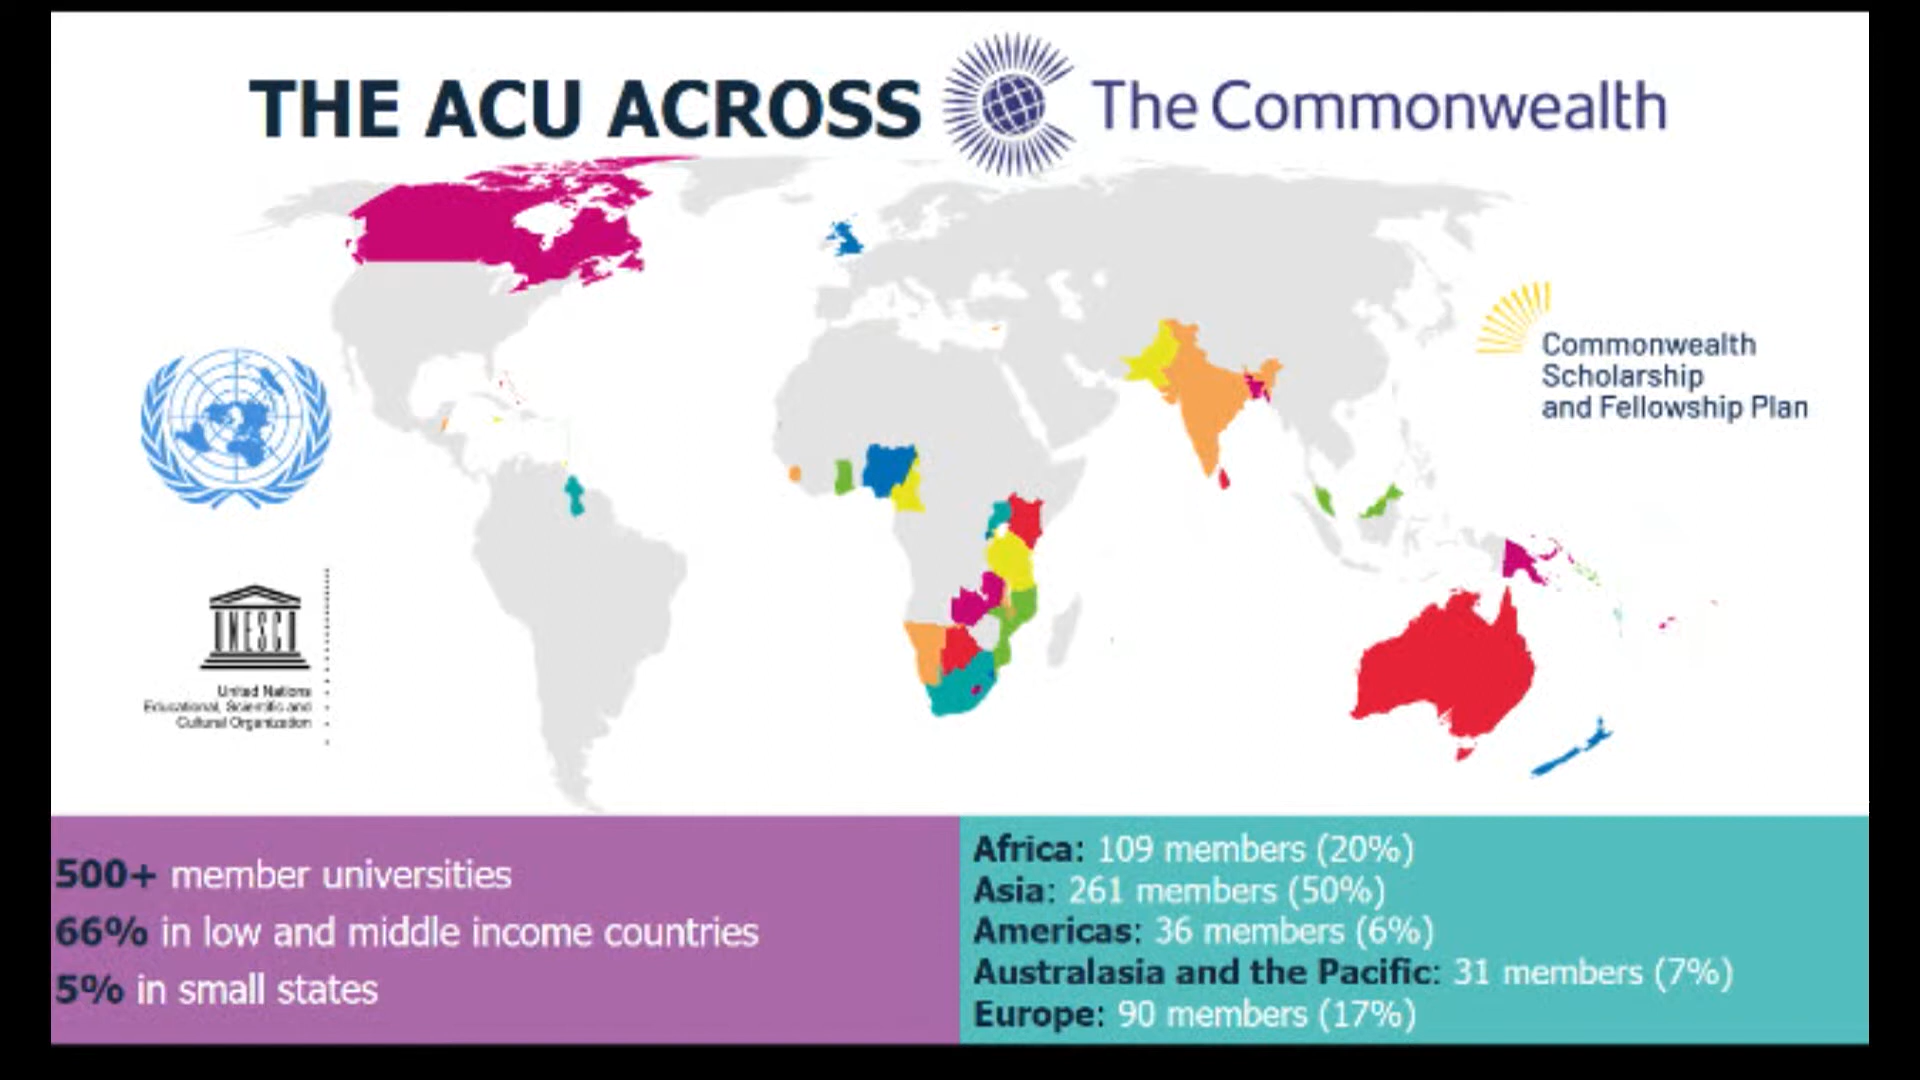 THE ACU ACROSS The Commonwealth
Commonwealth
Scholarship
and Fellowship Plan
UNESCO
United Nations
Educational, Scientific and
Cultural Organization
500+ member universities
66% in low and middle income countries
5% in small states
Africa: 109 members (20%)
Asia: 261 members (50%)
Americas: 36 members (6%)
Australasia and the Pacific: 31 members (7%)
Europe: 90 members (17%)